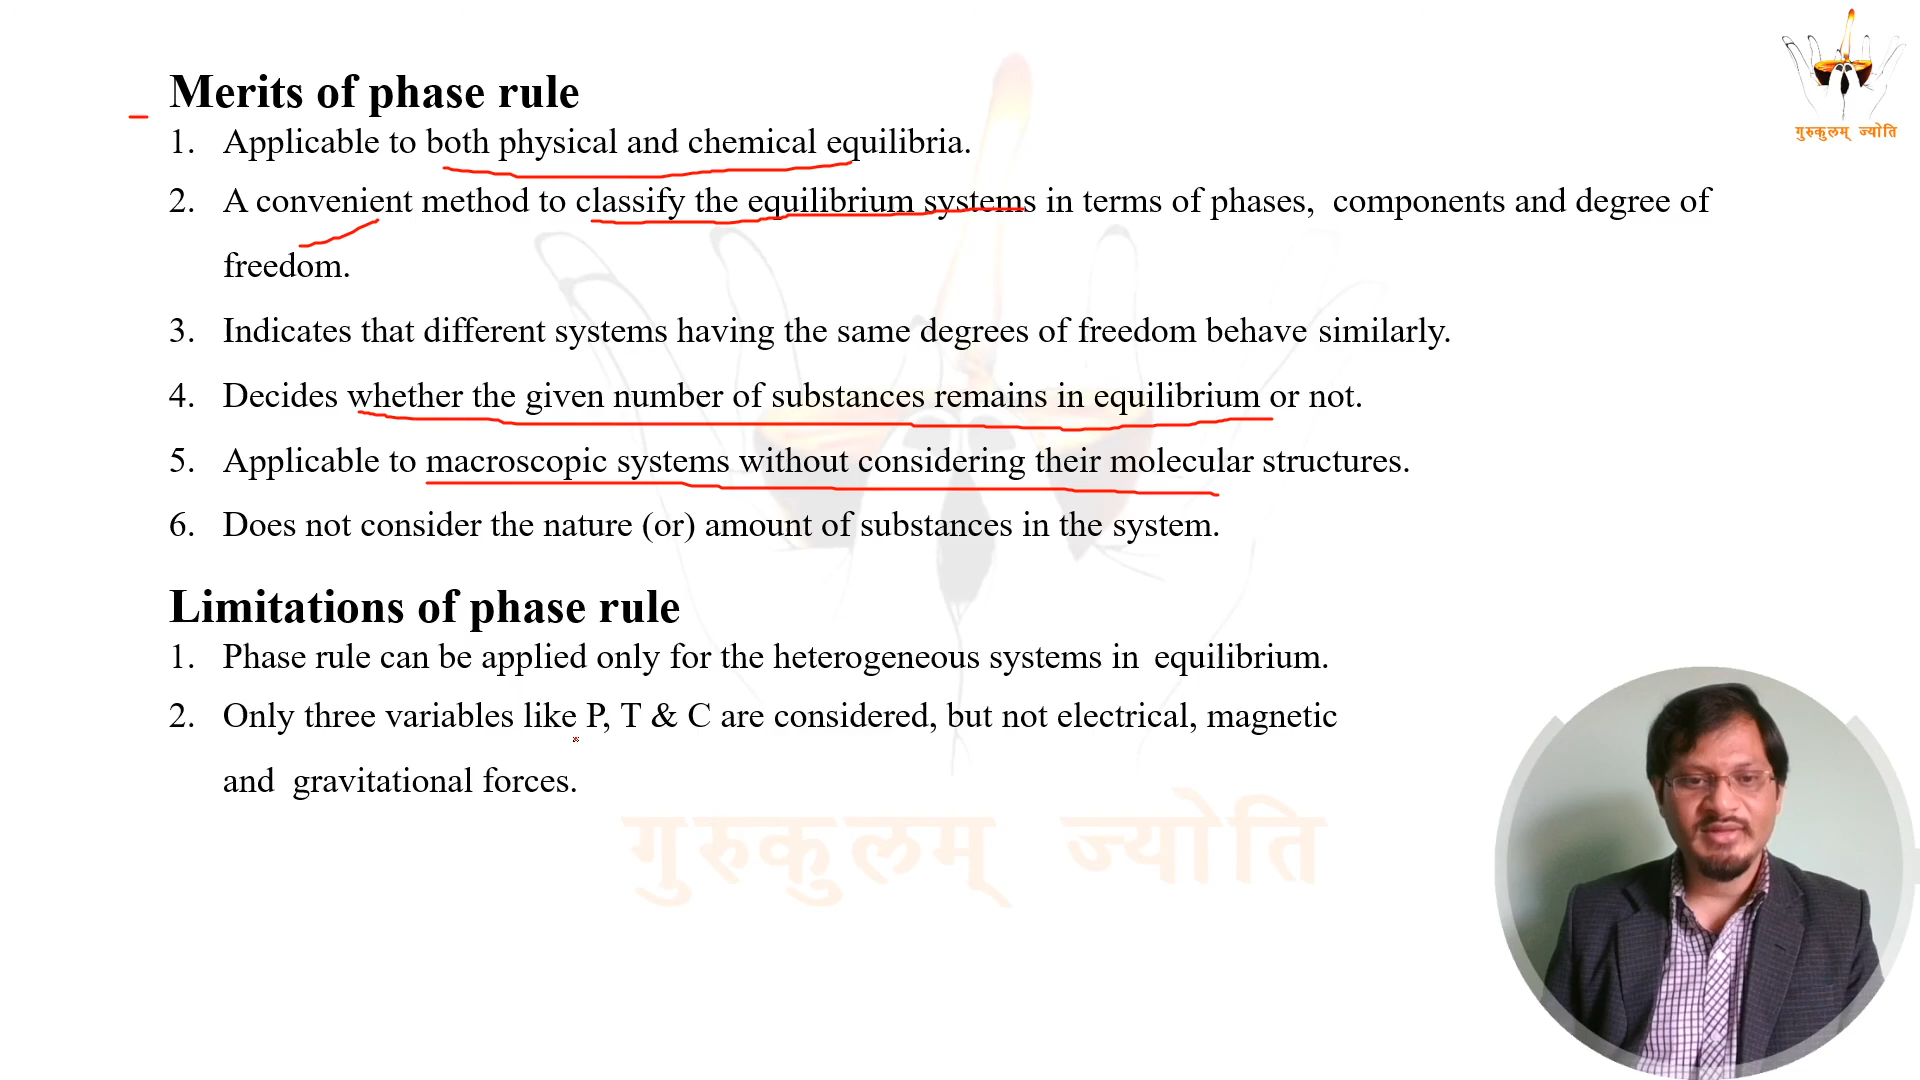 Merits of phase rule
1. Applicable to both physical and chemical equilibria.
2. A convenient method to classify the equilibrium systems in terms of phases, components and degree of
freedom.
3. Indicates that different systems having the same degrees of freedom behave similarly.
4. Decides whether the given number of substances remains in equilibrium or not.
5. Applicable to macroscopic systems without considering their molecular structures.
6. Does not consider the nature (or) amount of substances in the system.
Limitations of phase rule
1. Phase rule can be applied only for the heterogeneous systems in equilibrium.
2. Only three variables like P, T & C are considered, but not electrical, magnetic
and gravitational forces.
गुरुकुलम् ज्योति
गुरुकुलम् ज्योति